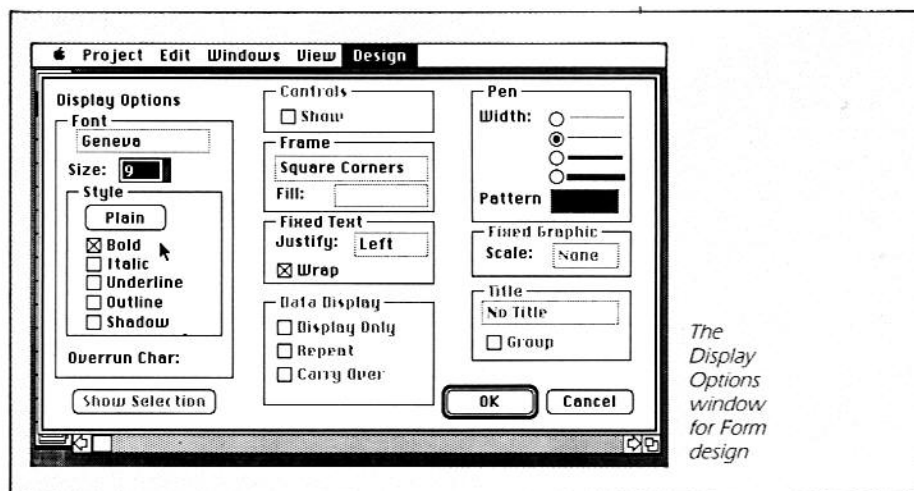 Project Edit Windows View Design
Display Options
Font
Geneva
Size: 9
Style
Plain
Bold
Italic
Underline
Outline
Shadow
Overrun Char:
Show Selection
Controls
Show
Frame
Square Corners
Fill:
Fixed Text
Justify: Left
Wrap
Data Display
Display Only
Repeat
Carry Over
Pen
Width:
Pattern
Fixed Graphic
Scale: None
Title
No Title
Group
OK
Cancel
The
Display
Options
window
for Form
design